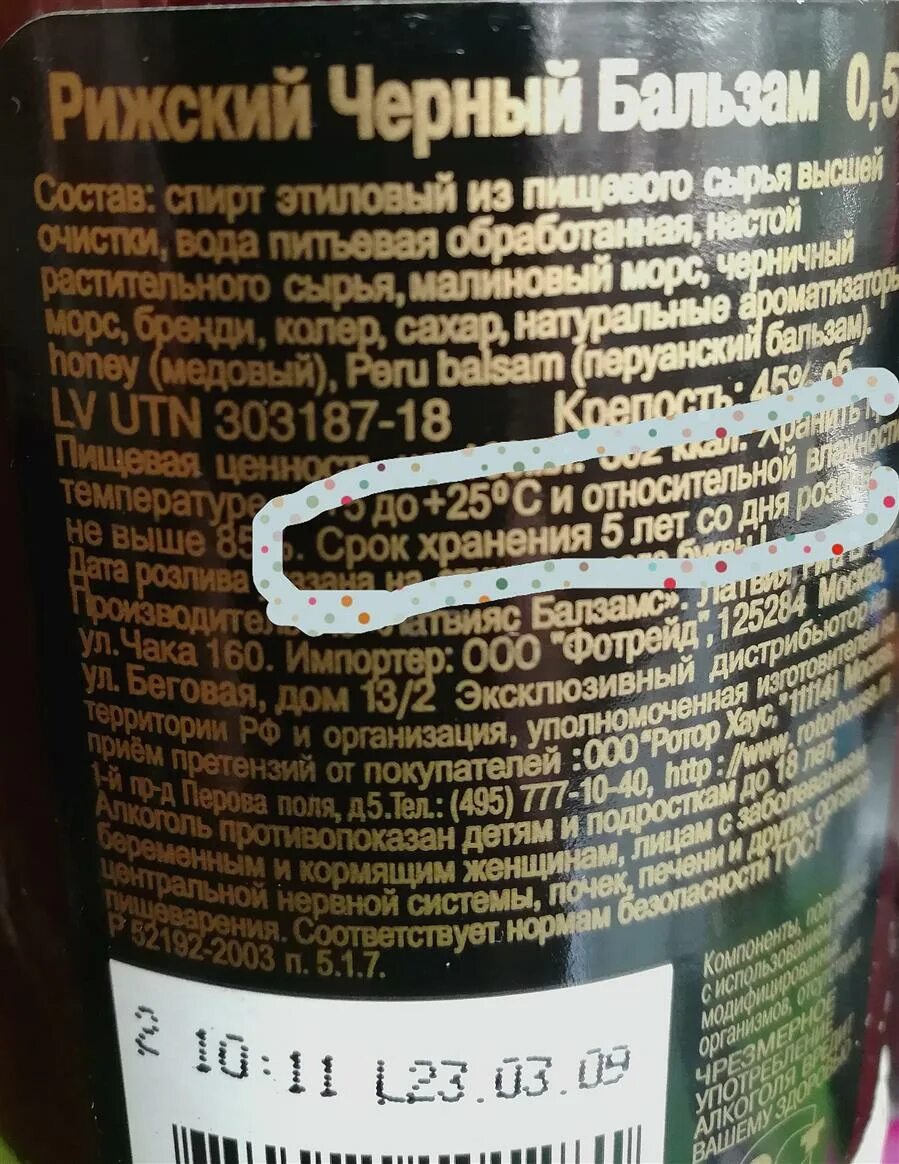 Рижский Черный Бальзам 0,5
Состав: спирт этиловый из пищевого сырья высшей
очистки, вода питьевая обработанная, настой
растительного сырья, малиновый морс, черничный
морс, бренди, колер, сахар, натуральные ароматизаторы
honey (медовый), Peru balsam (перуанский бальзам).
LV UTN 303187-18 Крепость: 45% об
Пищевая ценность ккал. Хранить
температуре 5 до +25°C и относительной влажности
не выше 85%. Срок хранения 5 лет со дня
Дата розлива на буквы L
Производитель Латвияс Балзамс». Латвия,
ул. Чака 160. Импортер: ООО "Фотрейд", 125284 Москва,
ул. Беговая, дом 13/2 Эксклюзивный дистрибьютор на
территории РФ и организация, уполномоченная изготовителем на
приём претензий от покупателей :ООО "Ротор Хаус, "111141 Москва
1-й пр-д Перова поля, д5.Тел.: (495) 777-10-40, http://www.rotorhouse.ru
Алкоголь противопоказан детям и подросткам до 18 лет,
беременным и кормящим женщинам, лицам с заболеваниями
центральной нервной системы, почек, печени и других органов
пищеварения. Соответствует нормам безопасности ГОСТ
Р 52192-2003 п. 5.1.7.
Компоненты,
с использованием
модифицированных
организмов,
ЧРЕЗМЕРНОЕ
УПОТРЕБЛЕНИЕ
АЛКОГОЛЯ ВРЕДИТ
ВАШЕМУ ЗДОРОВЬЮ
10:11 L23.03.09